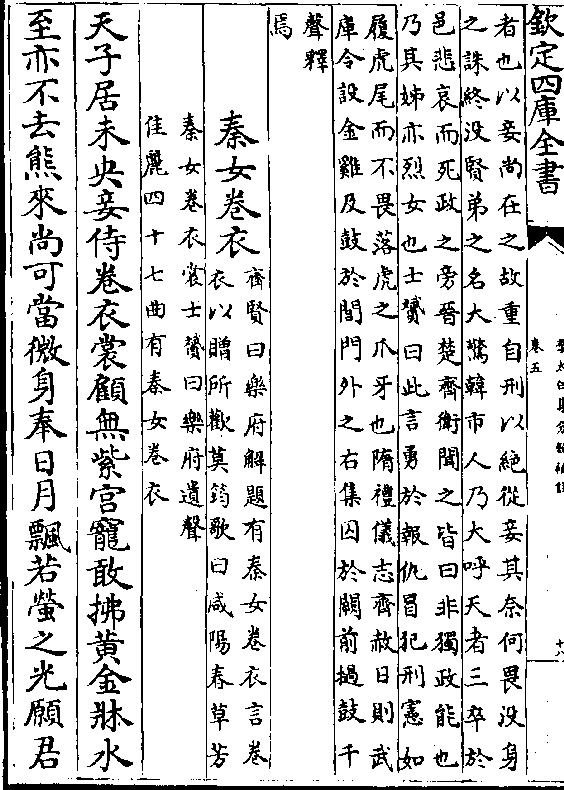 欽定四庫全書
卷五
者也以妾尚在之故重自刑以絶從妾其奈何畏没身
之誅終没賢弟之名大驚韓市人乃大呼天者三卒於
邑悲哀而死政之旁晉楚齊衛聞之皆曰非獨政能也
乃其姊亦烈女也士贇曰此言勇於報仇冒犯刑憲如
履虎尾而不畏落虎之爪牙也隋禮儀志齊赦日則武
庫令設金雞及鼓於閶門外之右集囚於闕前撾鼓千
聲釋
焉
秦女卷衣
齊賢曰樂府解題有秦女卷衣言卷
衣以贈所歡莫筠歌曰咸陽春草芳
秦女卷衣裳士贇曰樂府遺聲
佳麗四十七曲有秦女卷衣
天子居未央妾侍卷衣裳顧無紫宫寵敢拂黄金牀水
至亦不去熊來尚可當微身奉日月飄若螢之光願君